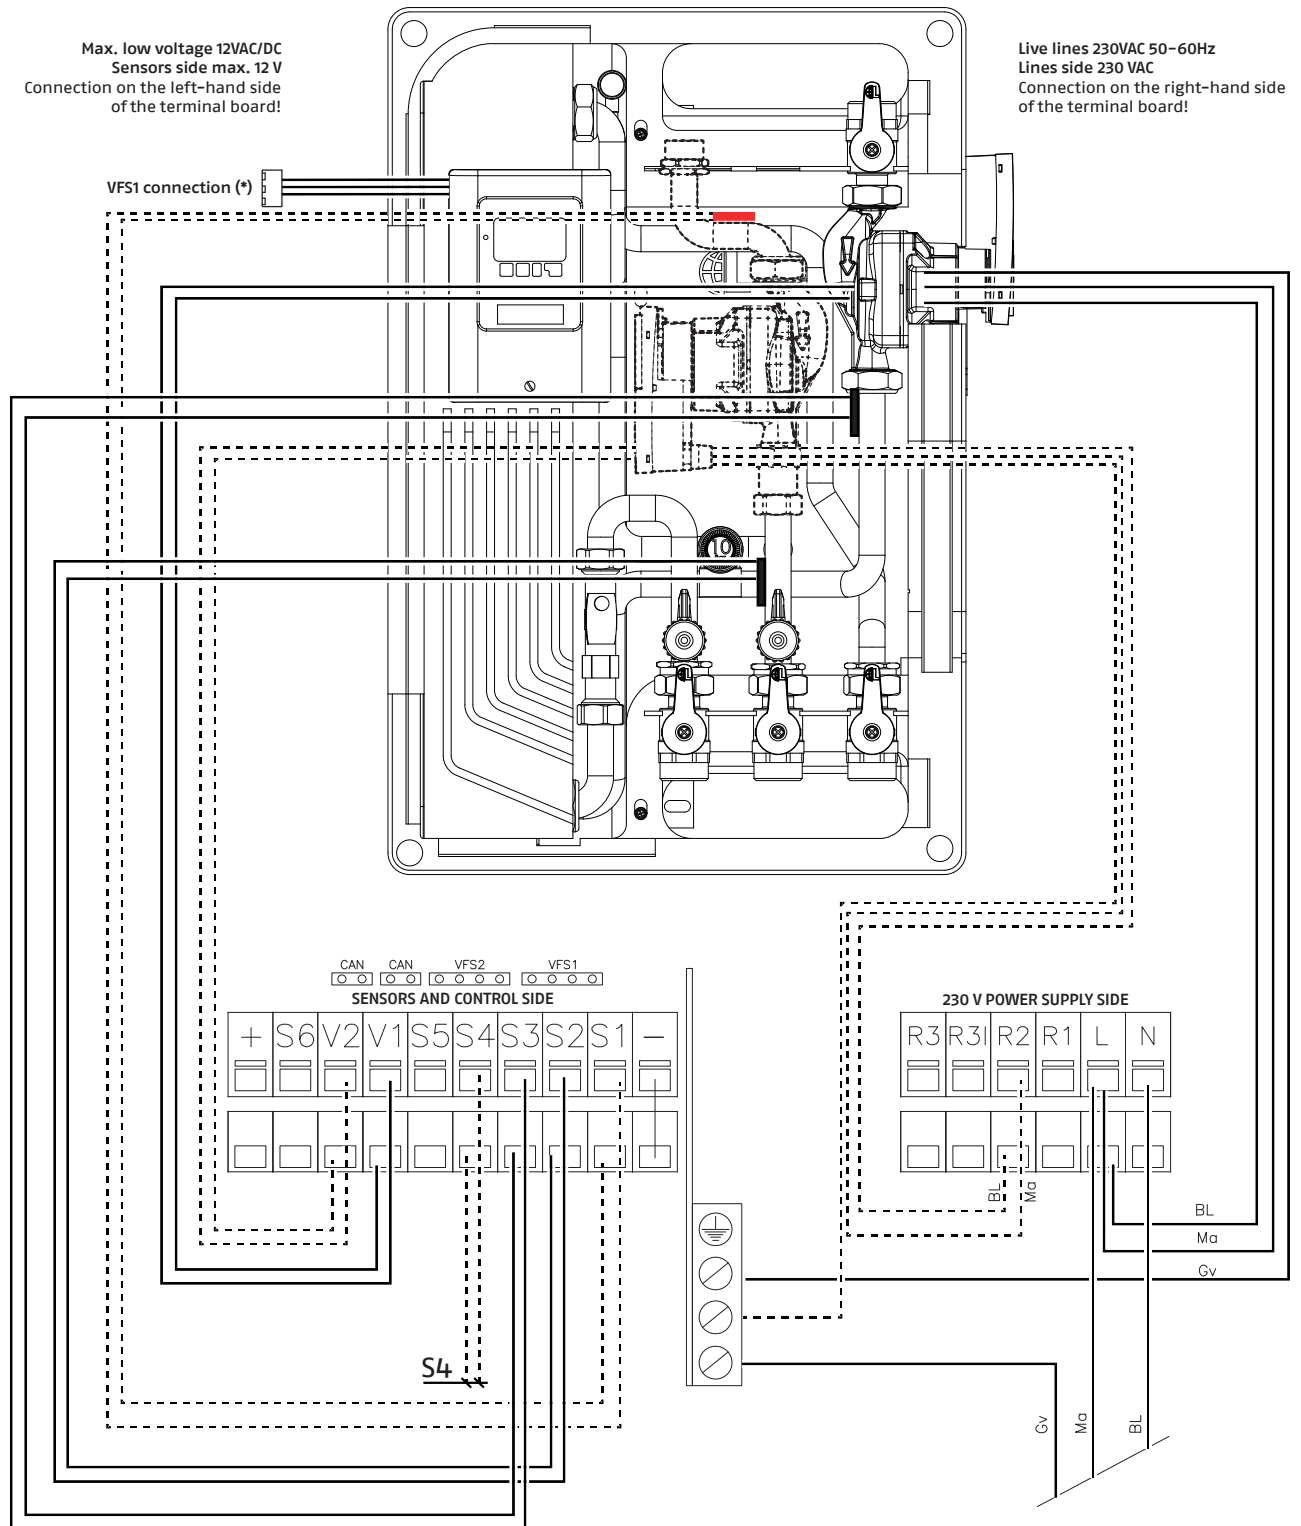 Max. low voltage 12VAC/DC
Sensors side max. 12 V
Connection on the left-hand side
of the terminal board!
Live lines 230VAC 50-60Hz
Lines side 230 VAC
Connection on the right-hand side
of the terminal board!
VFS1 connection (*)
10
CAN CAN VFS2 VFS1
SENSORS AND CONTROL SIDE
+ S6 V2 V1 S5 S4 S3 S2 S1 -
230 V POWER SUPPLY SIDE
R3 R3I R2 R1 L N
BL
Ma
BL
Ma
Gv
S4
Gv
Ma
BL